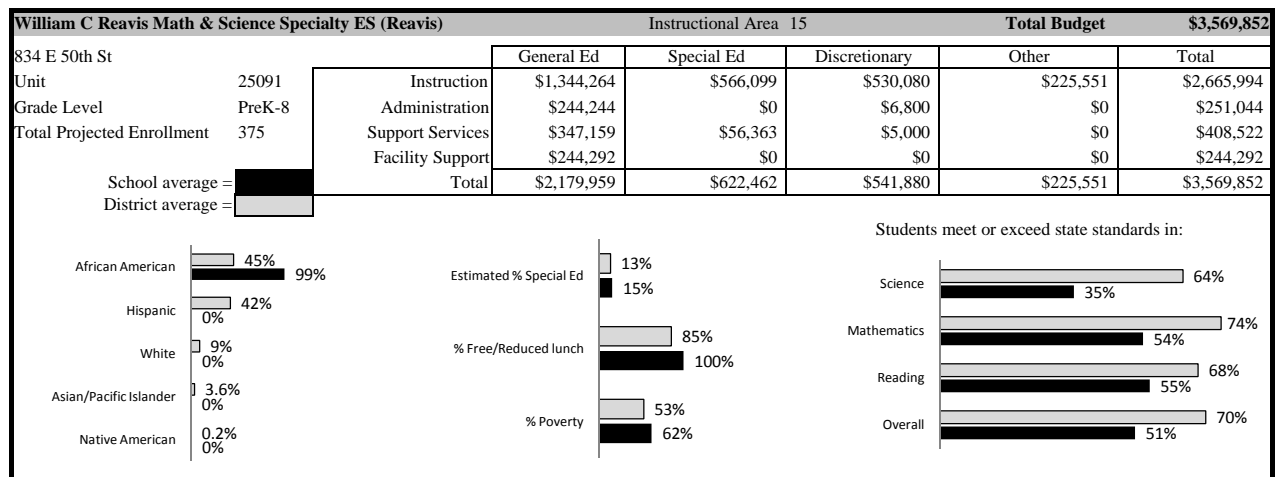 William C Reavis Math & Science Specialty ES (Reavis) Instructional Area 15 Total Budget $3,569,852
834 E 50th St General Ed Special Ed Discretionary Other Total
Unit 25091 Instruction $1,344,264 $566,099 $530,080 $225,551 $2,665,994
Grade Level PreK-8 Administration $244,244 $0 $6,800 $0 $251,044
Total Projected Enrollment 375 Support Services $347,159 $56,363 $5,000 $0 $408,522
Facility Support $244,292 $0 $0 $0 $244,292
School average = Total $2,179,959 $622,462 $541,880 $225,551 $3,569,852
District average =
African American 45% 99%
Hispanic 42% 0%
White 9% 0%
Asian/Pacific Islander 3.6% 0%
Native American 0.2% 0%
Estimated % Special Ed 13% 15%
% Free/Reduced lunch 85% 100%
% Poverty 53% 62%
Students meet or exceed state standards in:
Science 64% 35%
Mathematics 74% 54%
Reading 68% 55%
Overall 70% 51%